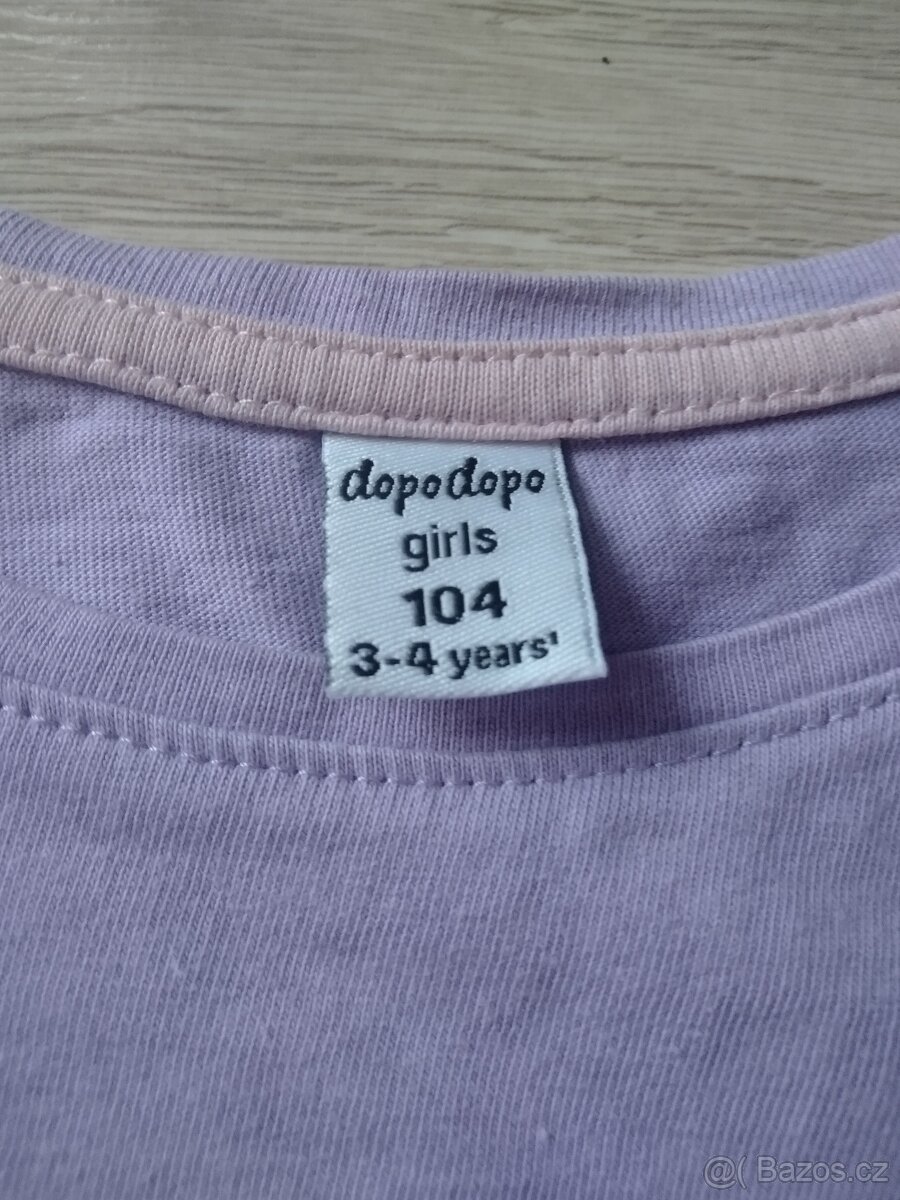 dopodopo
girls
104
3-4 years'
@( Bazos.cz